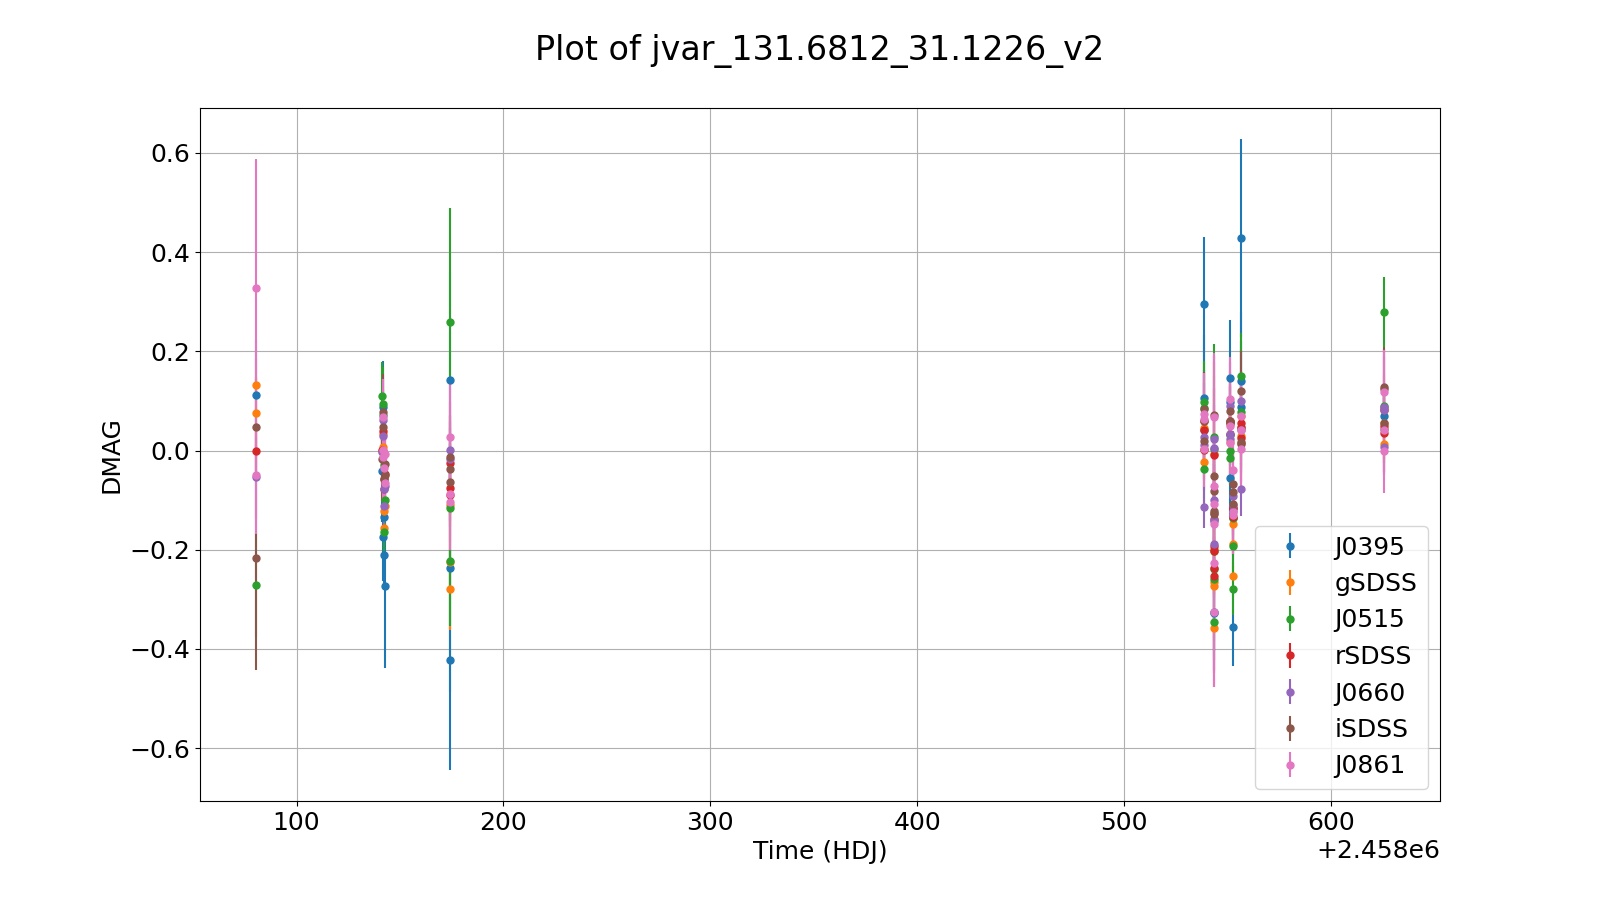 Plot of jvar_131.6812_31.1226_v2
0.6
0.4
0.2
0.0
−0.2
−0.4
−0.6
DMAG
J0395
gSDSS
J0515
rSDSS
J0660
iSDSS
J0861
100 200 300 400 500 600
Time (HDJ)
+2.458e6